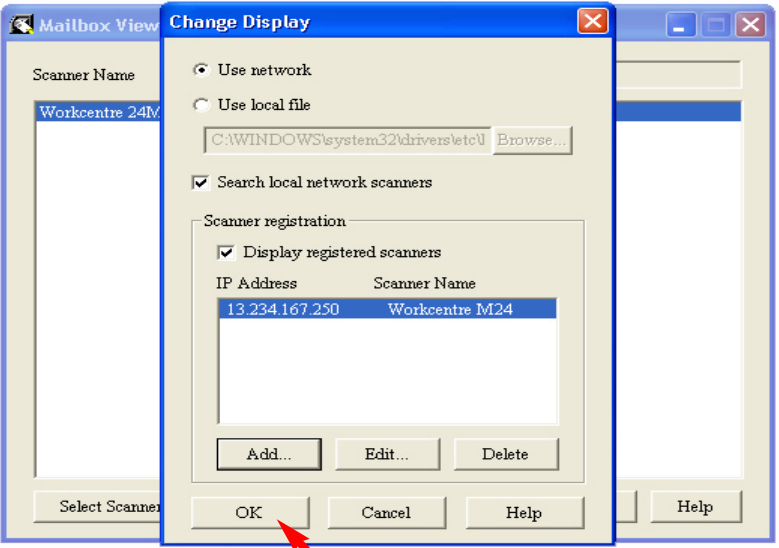 Mailbox View
Change Display
Scanner Name
Use network
Use local file
Workcentre 24M
C:\WINDOWS\system32\drivers\etc\l
Browse...
Search local network scanners
Scanner registration
Display registered scanners
IP Address Scanner Name
13.234.167.250 Workcentre M24
Add... Edit... Delete
Select Scanner
OK Cancel Help
Help